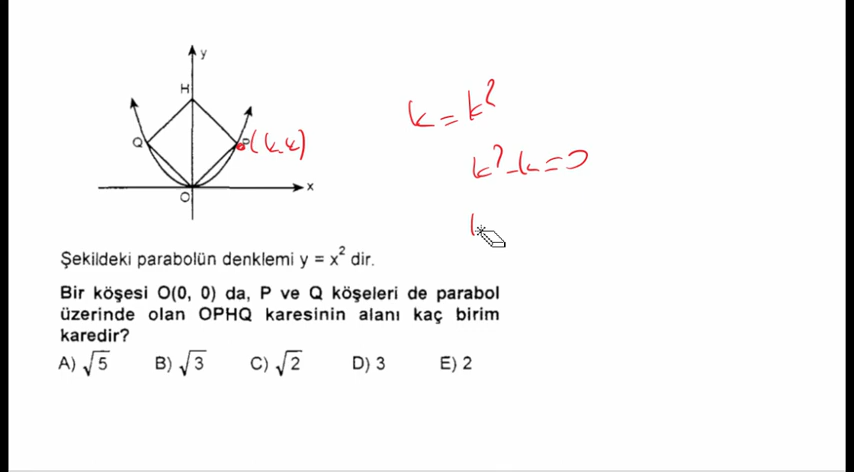 y
H
Q
P
(k,k)
x
O
k = k²
k² - k = 0
Şekildeki parabolün denklemi y = x² dir.
Bir köşesi O(0, 0) da, P ve Q köşeleri de parabol
üzerinde olan OPHQ karesinin alanı kaç birim
karedir?
A) √5 B) √3 C) √2 D) 3 E) 2